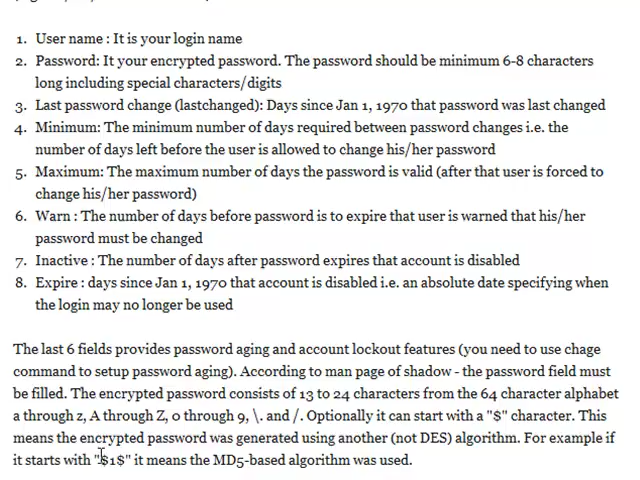 1. User name : It is your login name
2. Password: It your encrypted password. The password should be minimum 6-8 characters
long including special characters/digits
3. Last password change (lastchanged): Days since Jan 1, 1970 that password was last changed
4. Minimum: The minimum number of days required between password changes i.e. the
number of days left before the user is allowed to change his/her password
5. Maximum: The maximum number of days the password is valid (after that user is forced to
change his/her password)
6. Warn : The number of days before password is to expire that user is warned that his/her
password must be changed
7. Inactive : The number of days after password expires that account is disabled
8. Expire : days since Jan 1, 1970 that account is disabled i.e. an absolute date specifying when
the login may no longer be used
The last 6 fields provides password aging and account lockout features (you need to use chage
command to setup password aging). According to man page of shadow - the password field must
be filled. The encrypted password consists of 13 to 24 characters from the 64 character alphabet
a through z, A through Z, 0 through 9, \. and /. Optionally it can start with a "$" character. This
means the encrypted password was generated using another (not DES) algorithm. For example if
it starts with "$1$" it means the MD5-based algorithm was used.